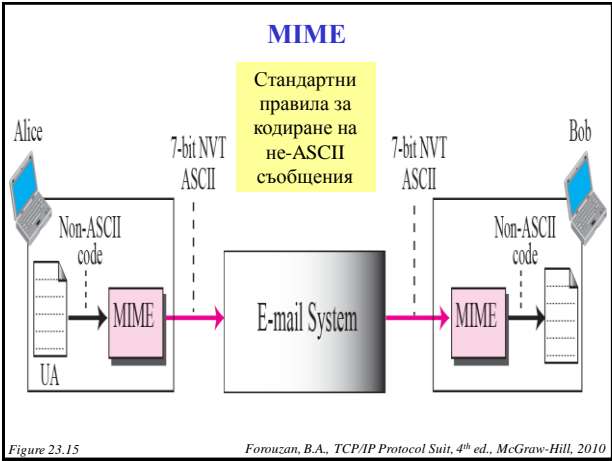 MIME
Стандартни
правила за
кодиране на
не-ASCII
съобщения
Alice
7-bit NVT
ASCII
7-bit NVT
ASCII
Bob
Non-ASCII
code
Non-ASCII
code
MIME
E-mail System
MIME
UA
Figure 23.15
Forouzan, B.A., TCP/IP Protocol Suit, 4th ed., McGraw-Hill, 2010